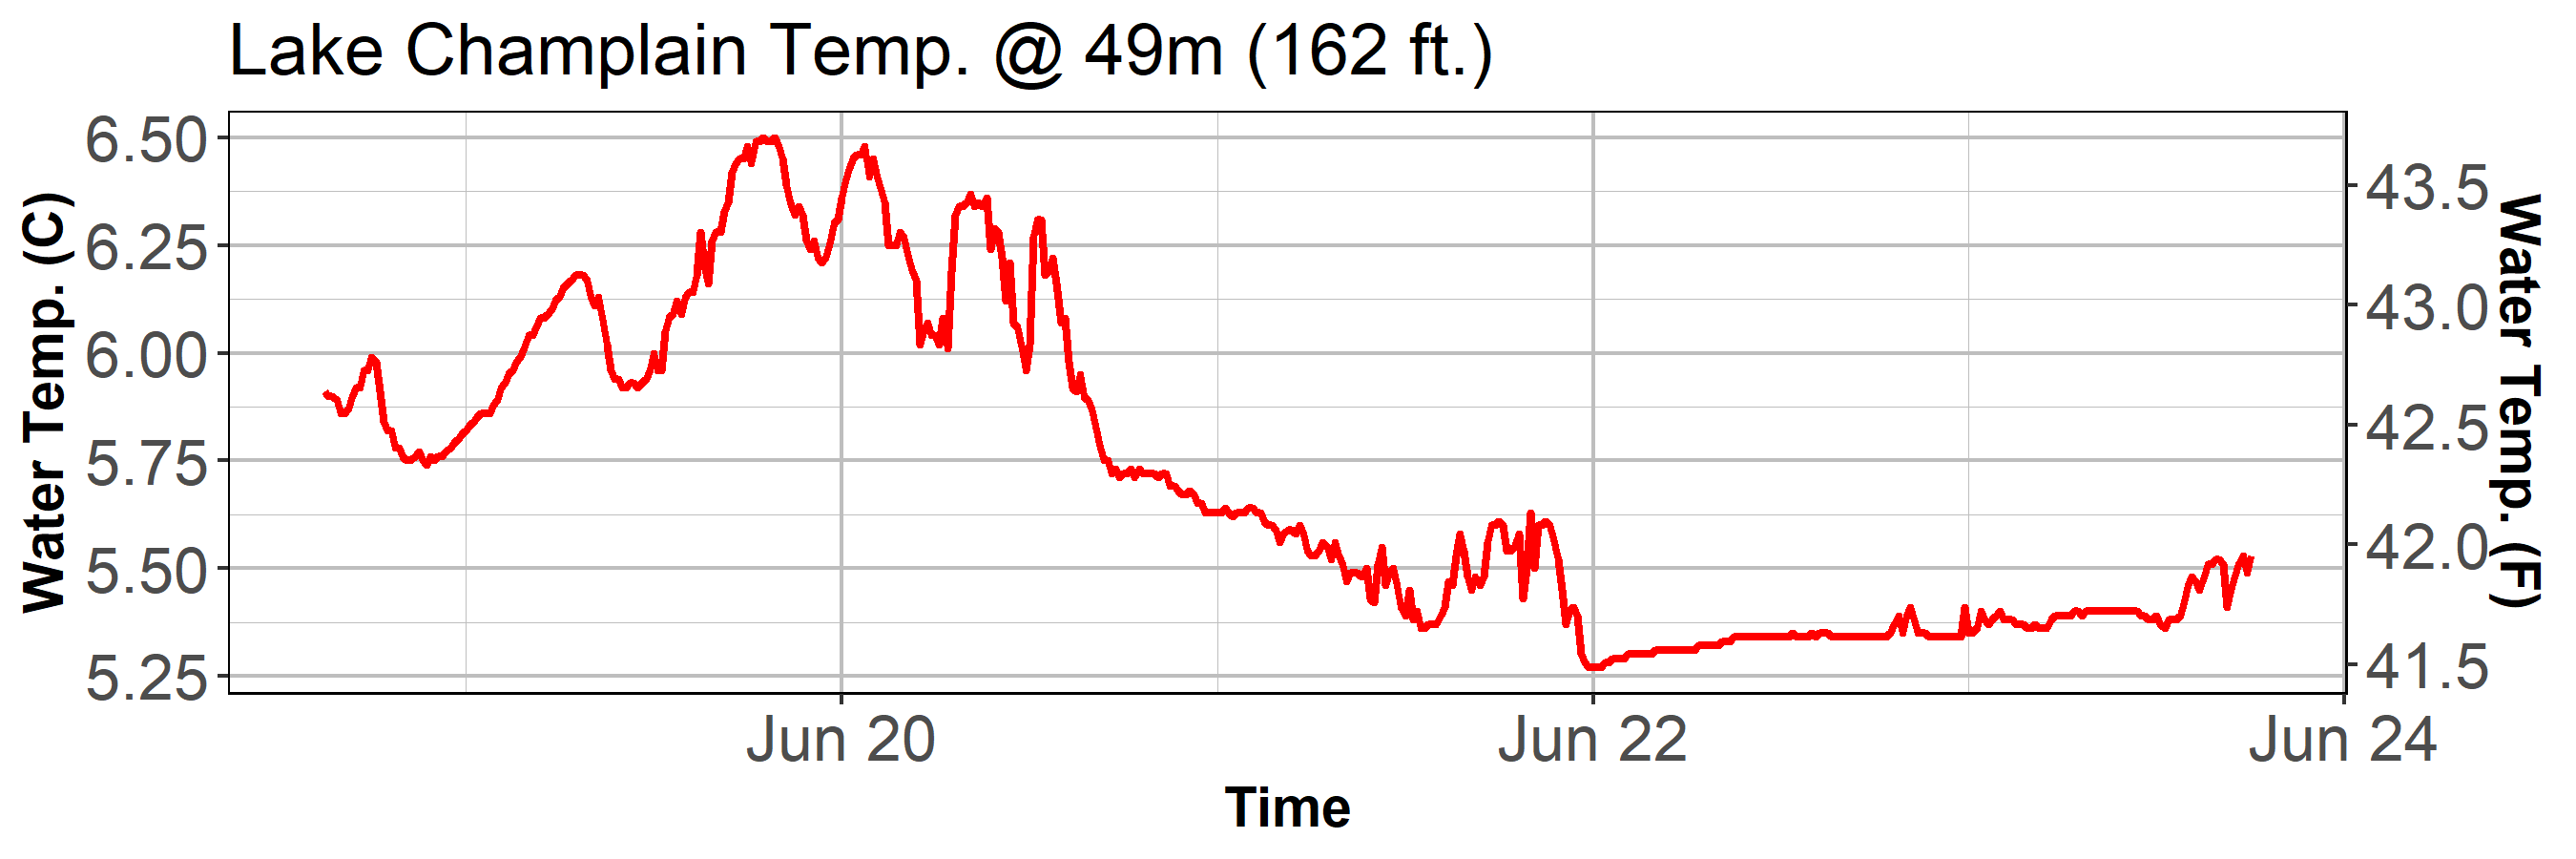 Lake Champlain Temp. @ 49m (162 ft.)
Water Temp. (C)
6.50
6.25
6.00
5.75
5.50
5.25
43.5
43.0
42.5
42.0
41.5
Water Temp. (F)
Jun 20 Jun 22 Jun 24
Time